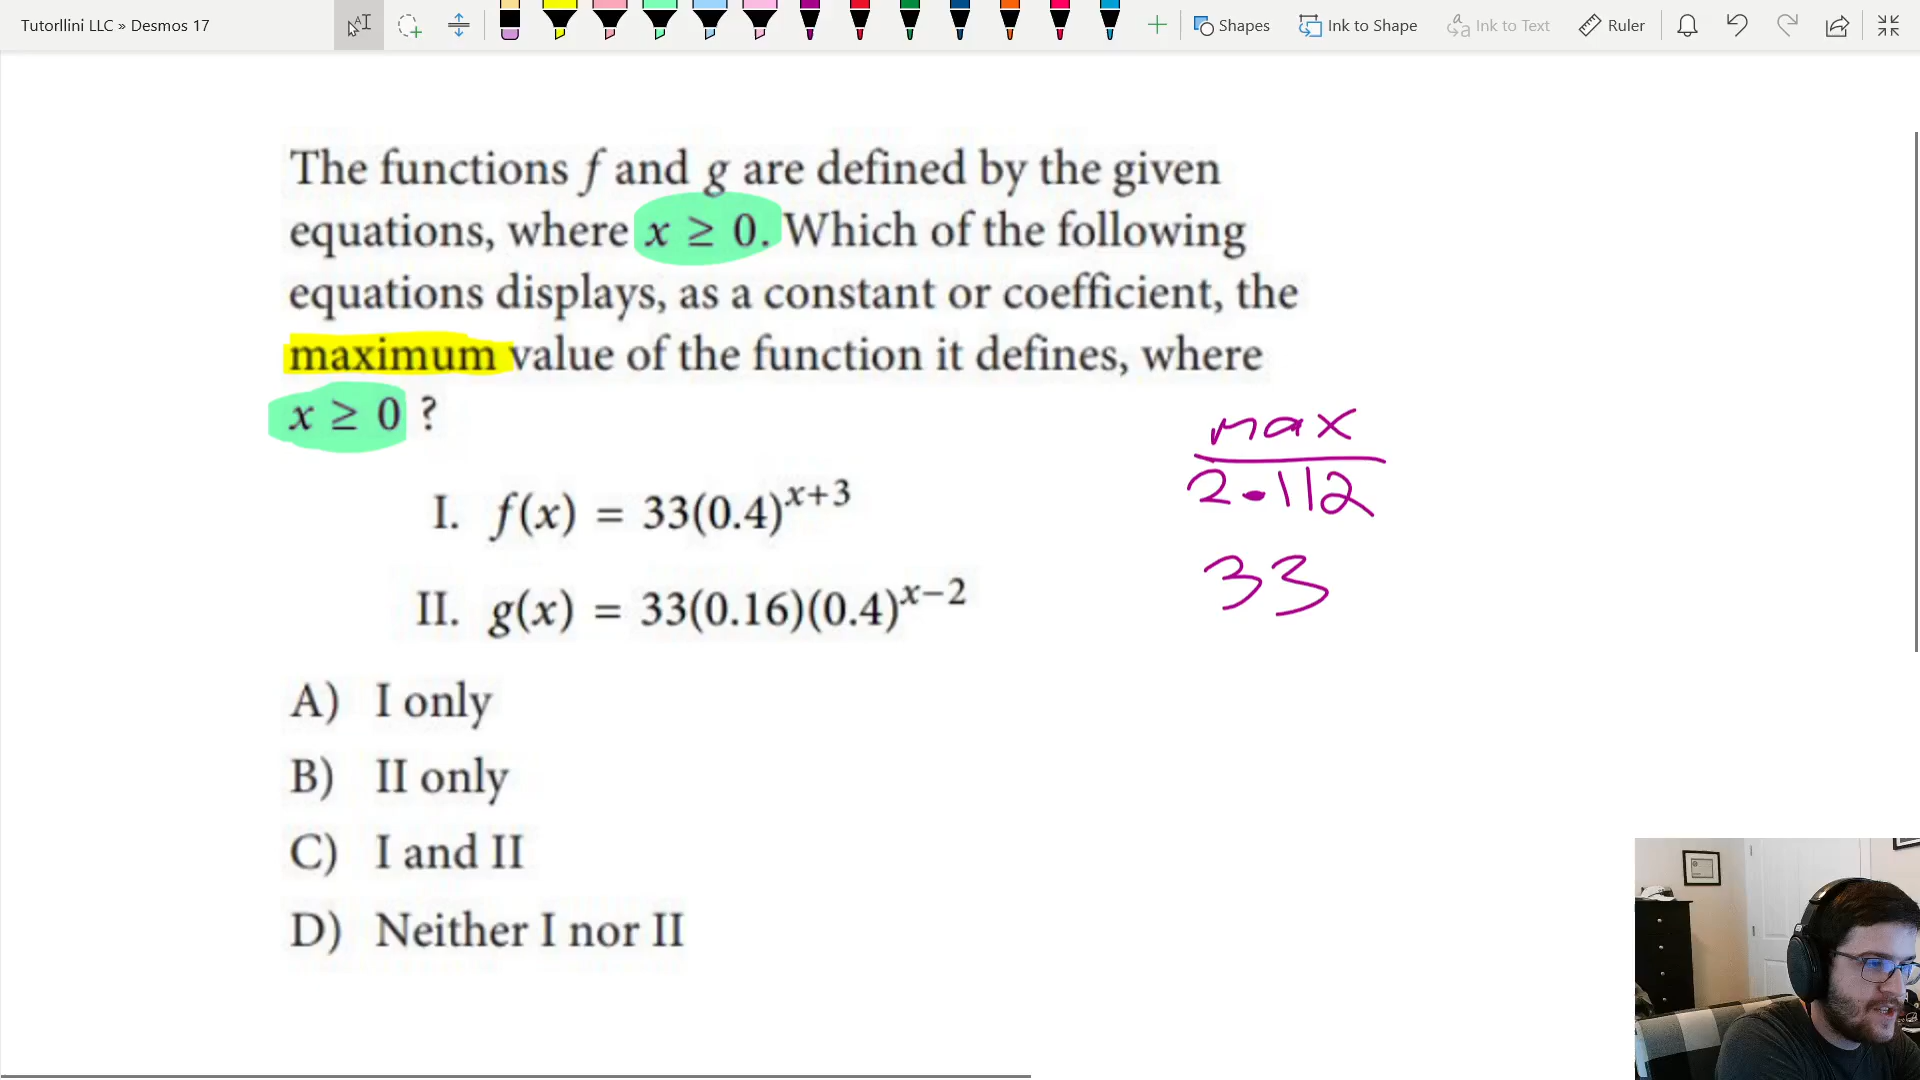 Tutorllini LLC » Desmos 17
Shapes
Ink to Shape
Ink to Text
Ruler
The functions f and g are defined by the given
equations, where x ≥ 0. Which of the following
equations displays, as a constant or coefficient, the
maximum value of the function it defines, where
x ≥ 0 ?
max
2.112
I. f(x) = 33(0.4)^{x+3}
33
II. g(x) = 33(0.16)(0.4)^{x−2}
A) I only
B) II only
C) I and II
D) Neither I nor II